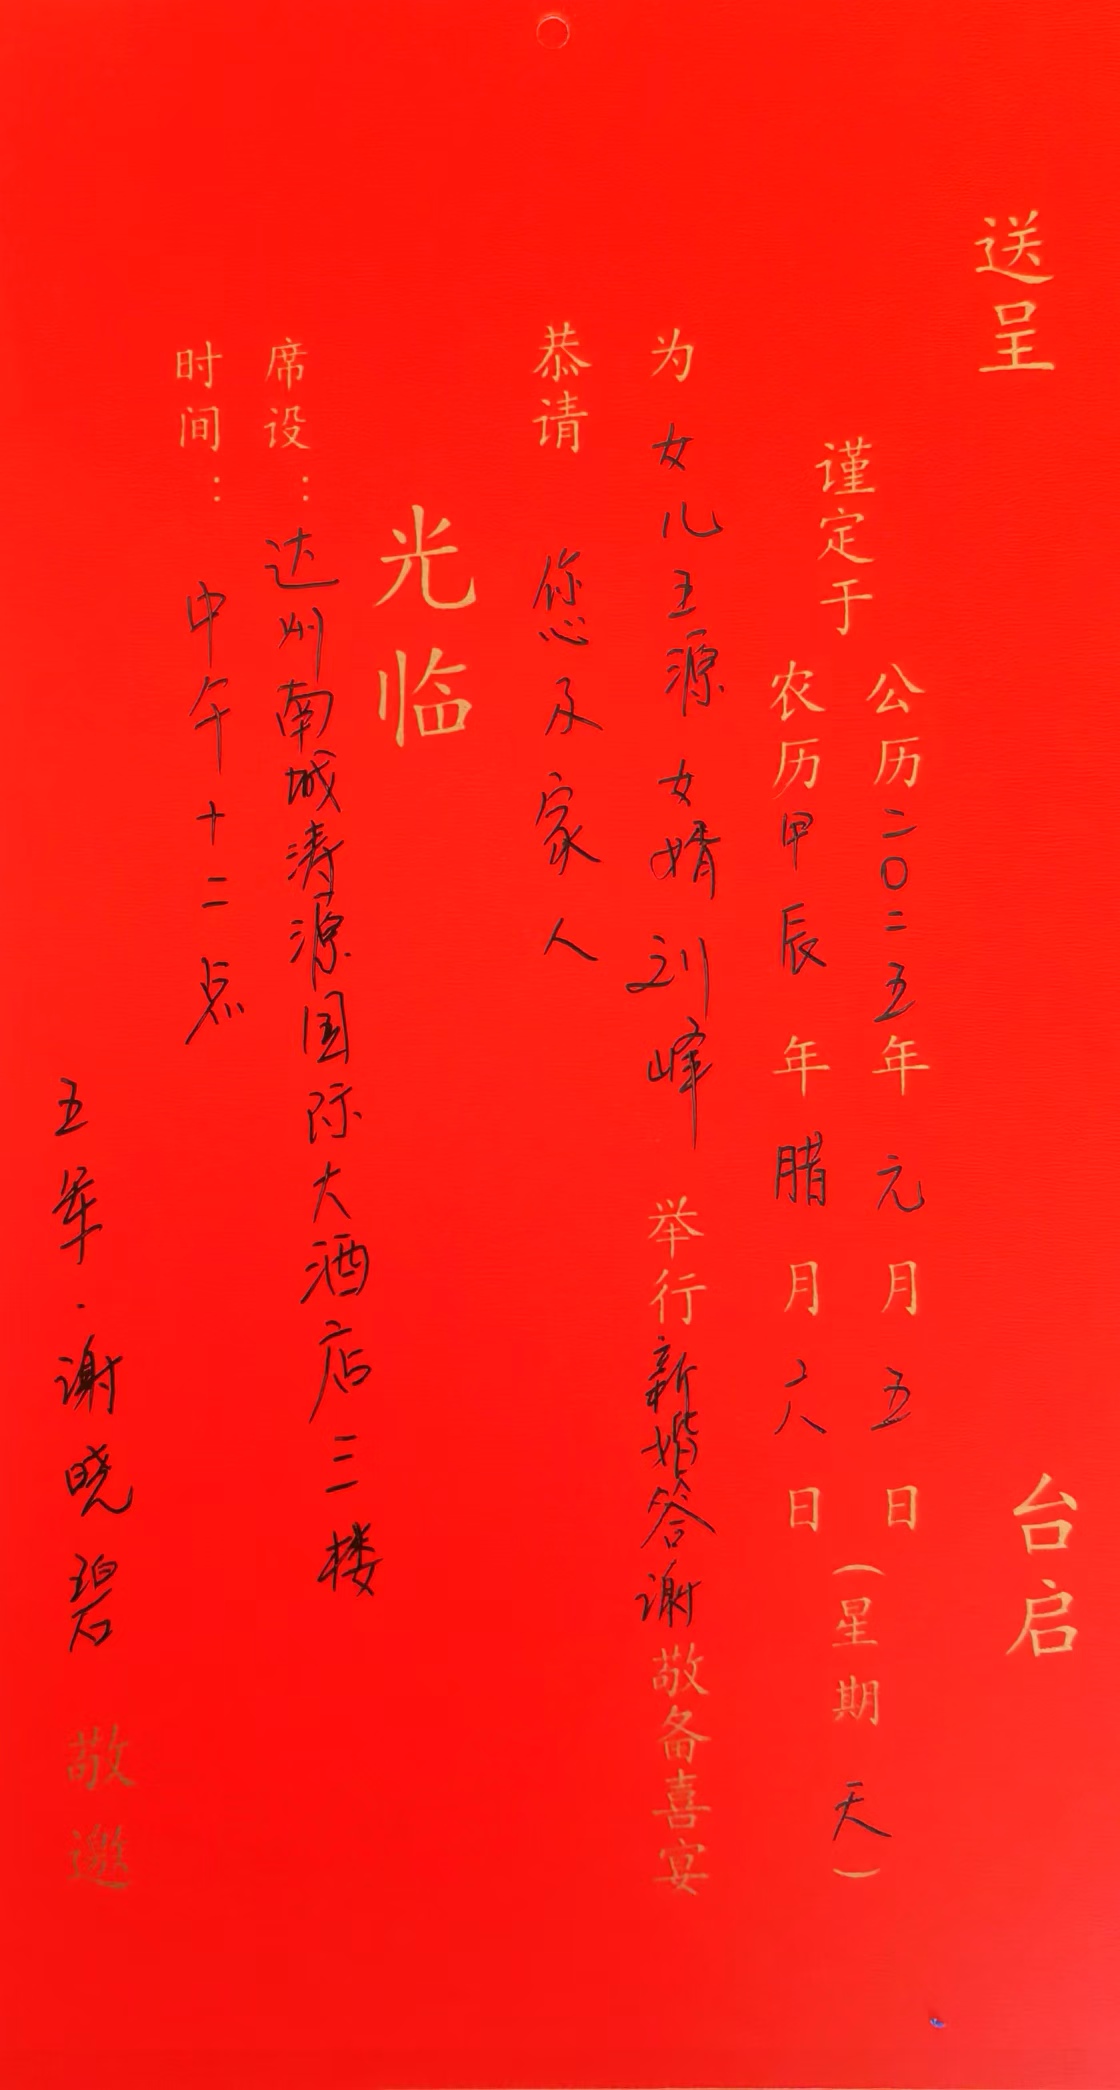 送呈 台启
谨定于
公历二〇二五年元月五日
农历甲辰年腊月六日
（星期天）
为女儿王源女婿刘峰举行新婚答谢敬备喜宴
恭请您及家人
光临
席设：达州南城涛源国际大酒店三楼
时间：中午十二点
王军·谢晓碧 敬邀